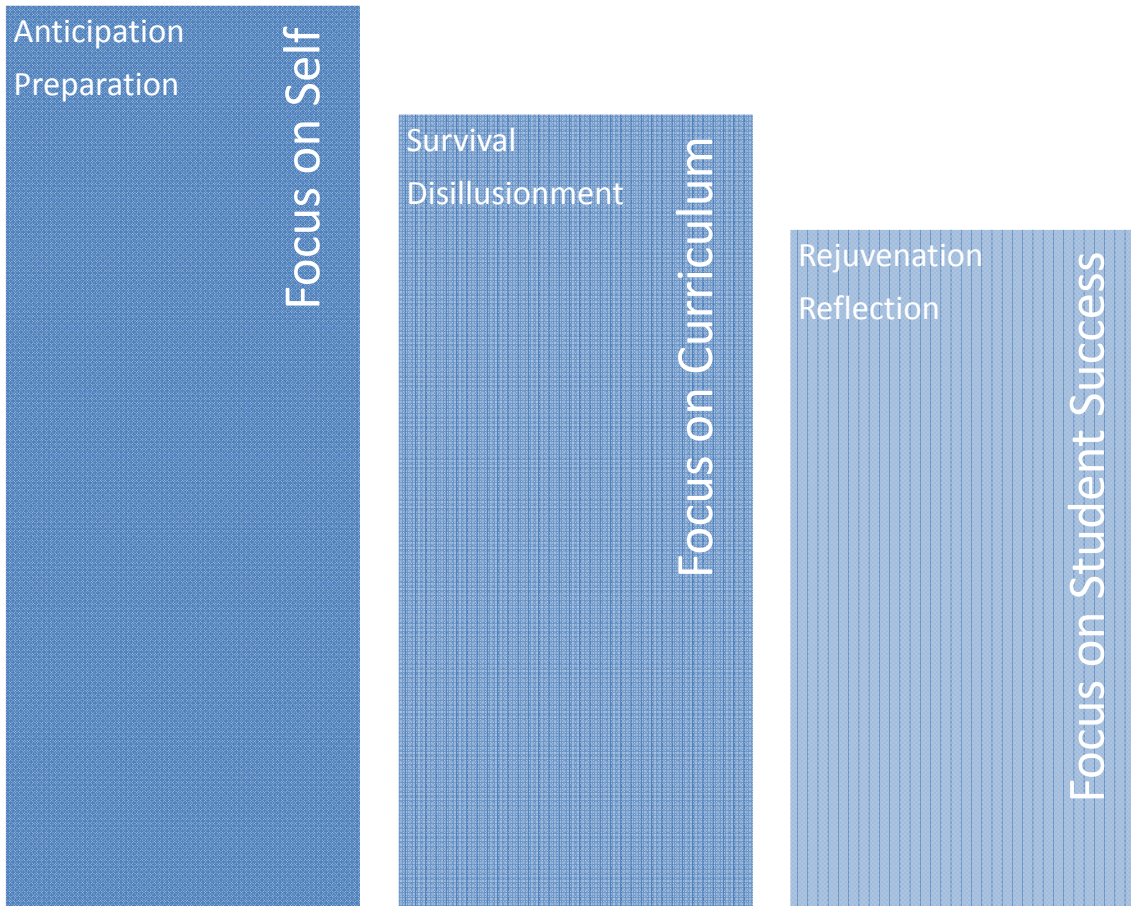 Anticipation
Preparation
Focus on Self
Survival
Disillusionment
Focus on Curriculum
Rejuvenation
Reflection
Focus on Student Success